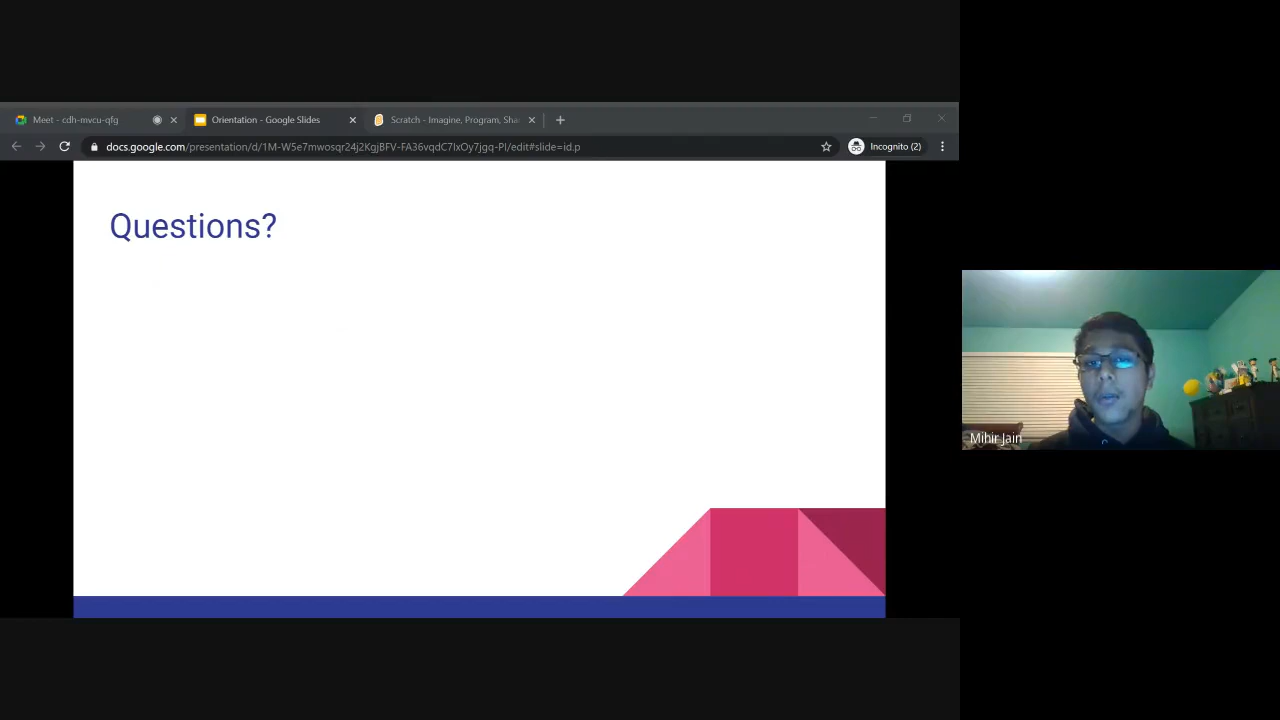 Meet - cdh-mvcu-qfg
Orientation - Google Slides
Scratch - Imagine, Program, Sha
docs.google.com/presentation/d/1M-W5e7mwosqr24j2KgjBFV-FA36vqdC7IxOy7jgq-PI/edit#slide=id.p
Incognito (2)
Questions?
Mihir Jain